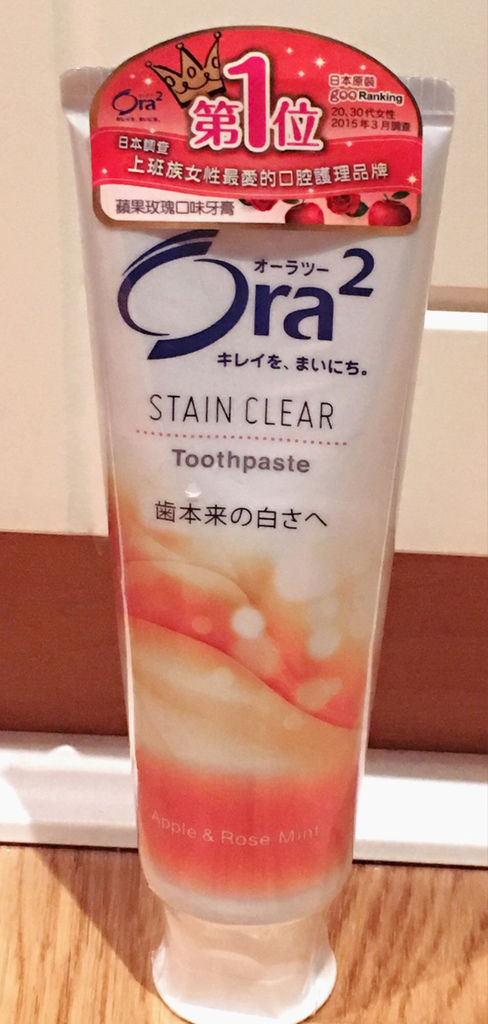 第1位
日本原裝
goo Ranking
20、30代女性
2015年3月調查
Ora²
日本調查
上班族女性最愛的口腔護理品牌
蘋果玫瑰口味牙膏
オーラツー
Ora²
キレイを、まいにち。
STAIN CLEAR
Toothpaste
歯本来の白さへ
Apple & Rose Mint